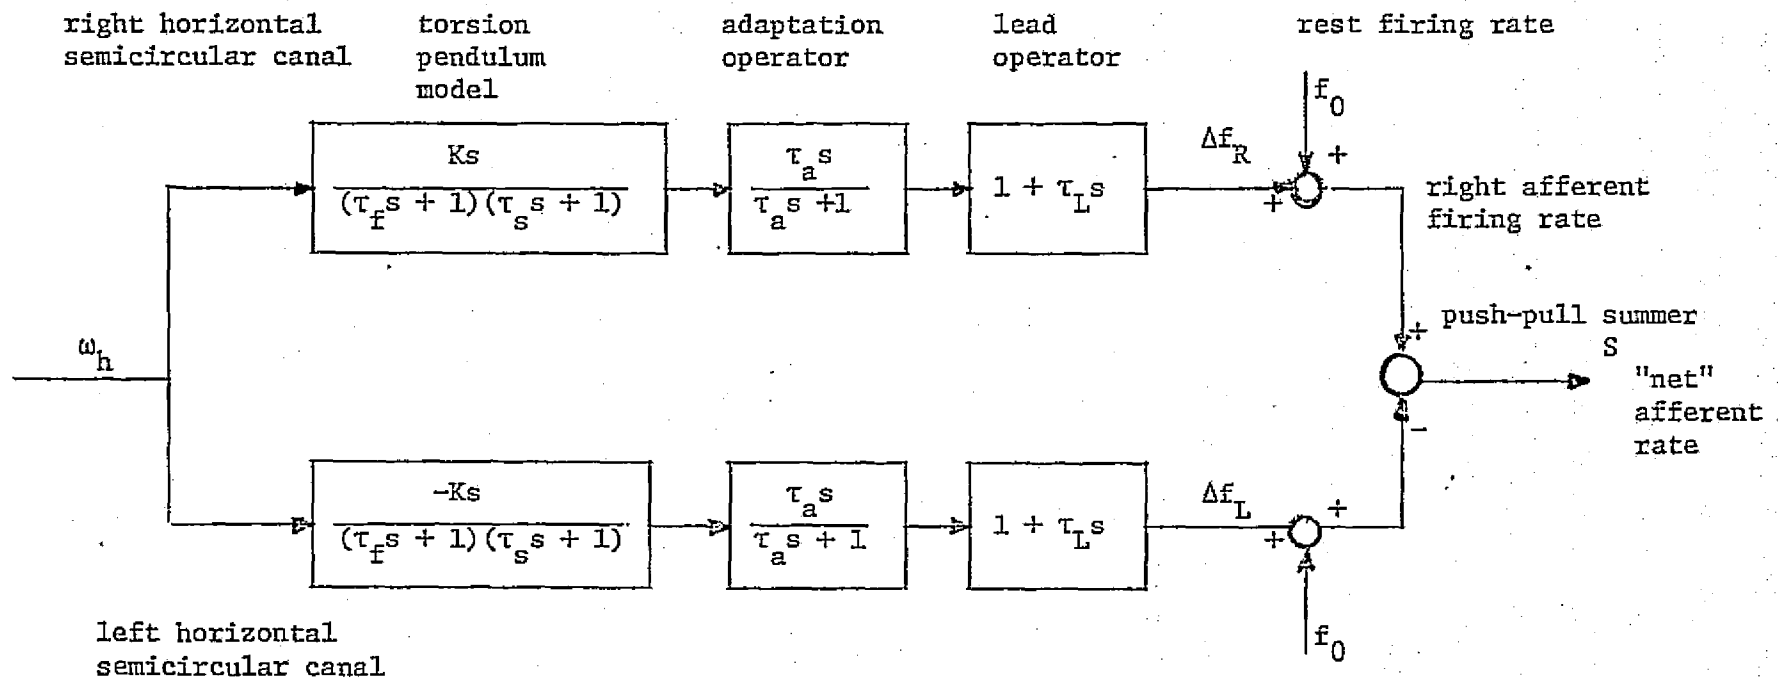 right horizontal
semicircular canal
torsion
pendulum
model
adaptation
operator
lead
operator
rest firing rate
f0
Ks
(τfs + 1)(τss + 1)
τas
τas +1
1 + τLs
ΔfR
+
+
right afferent
firing rate
ωh
+
push-pull summer
S
"net"
afferent
rate
−
-Ks
(τfs + 1)(τss + 1)
τas
τas + 1
1 + τLs
ΔfL
+
+
f0
left horizontal
semicircular canal